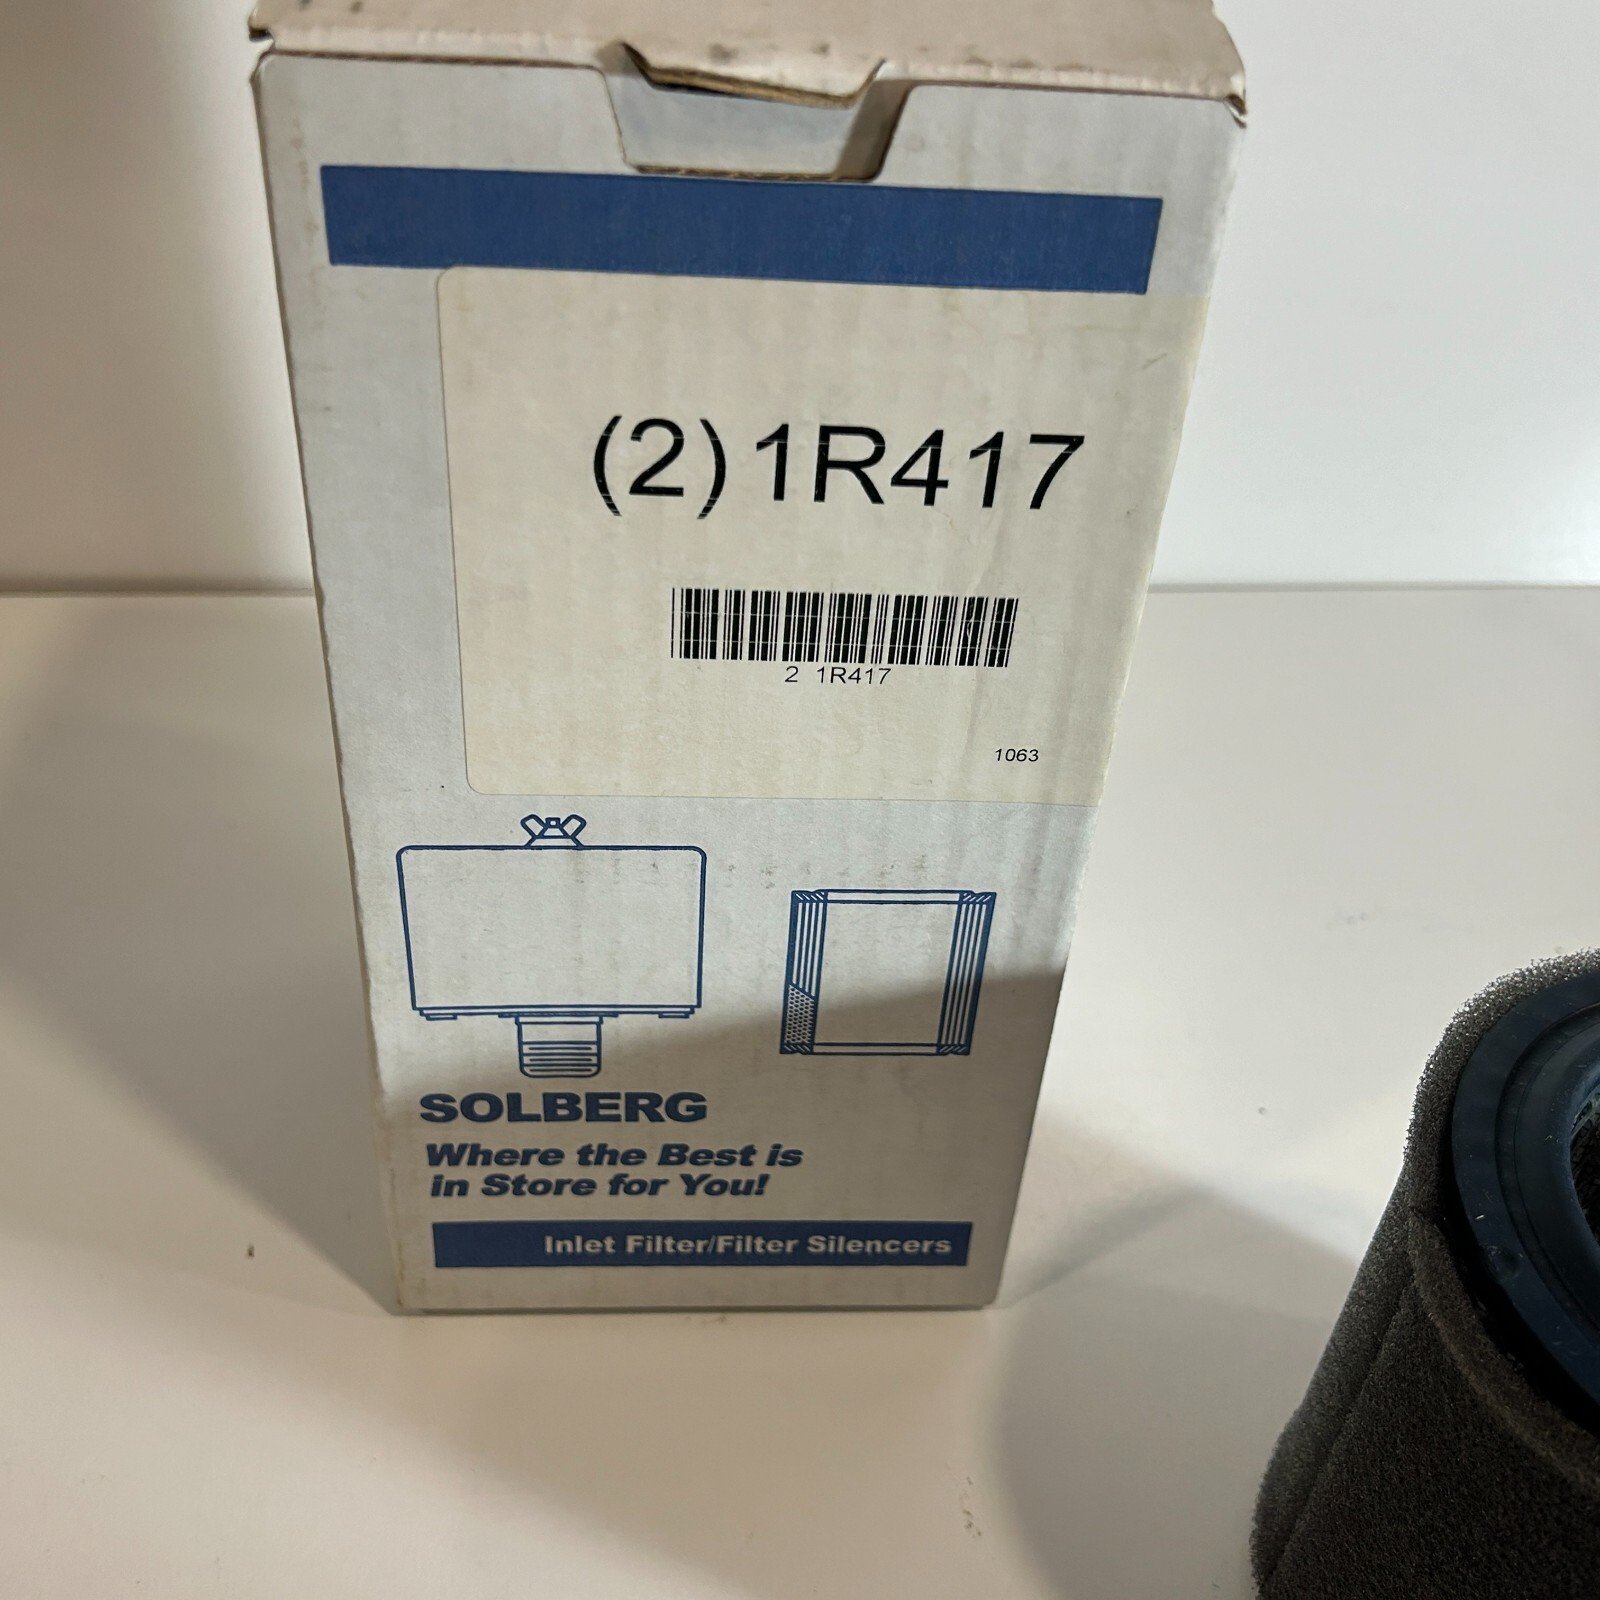 (2)1R417
2 1R417
1063
SOLBERG
Where the Best is
in Store for You!
Inlet Filter/Filter Silencers